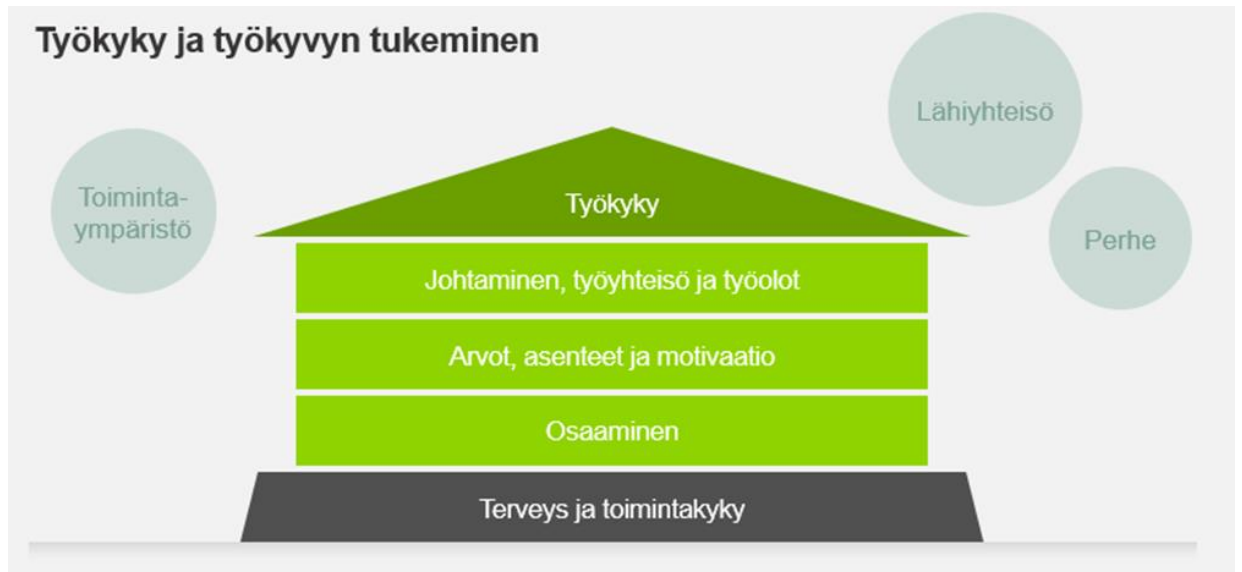 Työkyky ja työkyvyn tukeminen
Lähiyhteisö
Toiminta-
ympäristö
Perhe
Työkyky
Johtaminen, työyhteisö ja työolot
Arvot, asenteet ja motivaatio
Osaaminen
Terveys ja toimintakyky